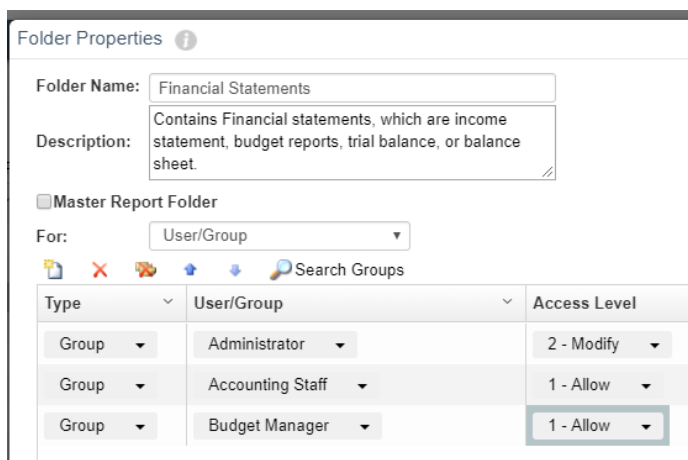 Folder Properties
Folder Name: Financial Statements
Description: Contains Financial statements, which are income
statement, budget reports, trial balance, or balance
sheet.
Master Report Folder
For: User/Group
Search Groups
Type User/Group Access Level
Group Administrator 2 - Modify
Group Accounting Staff 1 - Allow
Group Budget Manager 1 - Allow